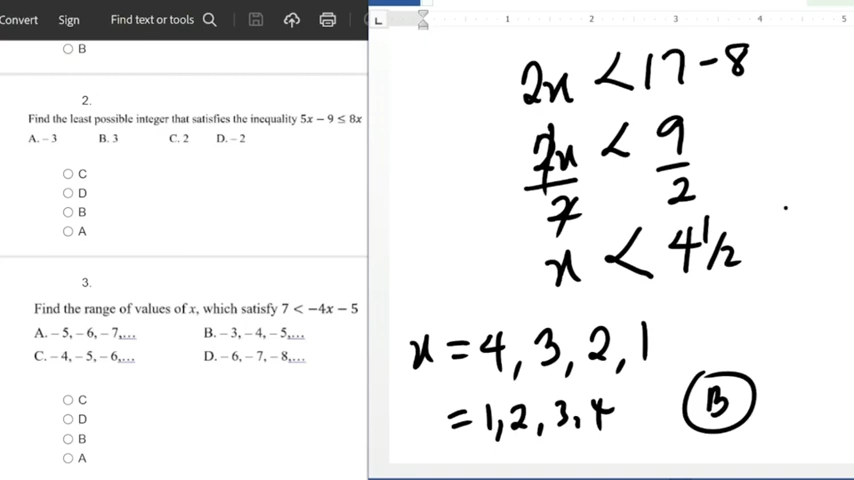 Convert Sign Find text or tools
B
2.
Find the least possible integer that satisfies the inequality 5x − 9 ≤ 8x
A. − 3 B. 3 C. 2 D. − 2
C
D
B
A
3.
Find the range of values of x, which satisfy 7 < −4x − 5
A. − 5, − 6, − 7,... B. − 3, − 4, − 5,...
C. − 4, − 5, − 6,... D. − 6, − 7, − 8,...
C
D
B
A
L 1 2 3 4 5
2x < 17 - 8
2x/2 < 9/2
x < 4 1/2
x = 4, 3, 2, 1
= 1, 2, 3, 4
B